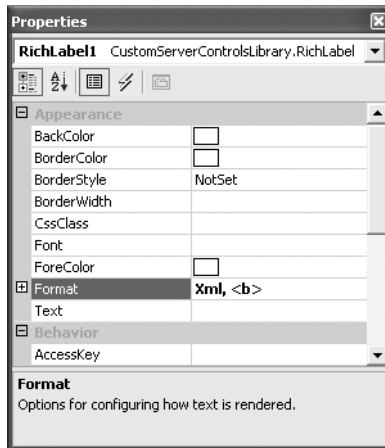 Properties
RichLabel1 CustomServerControlsLibrary.RichLabel
Appearance
BackColor
BorderColor
BorderStyle NotSet
BorderWidth
CssClass
Font
ForeColor
Format Xml, <b>
Text
Behavior
AccessKey
Format
Options for configuring how text is rendered.